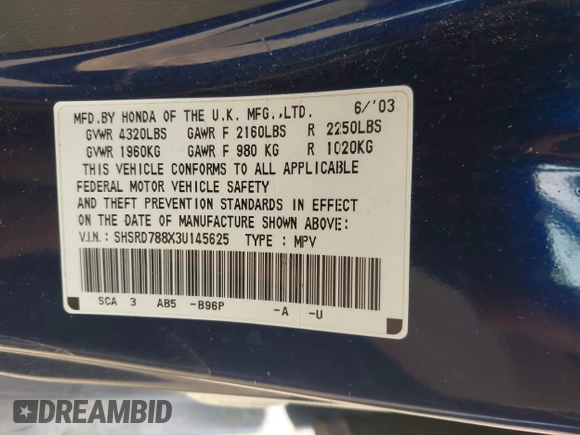 MFD.BY HONDA OF THE U.K. MFG.,LTD. 6/'03
GVWR 4320LBS GAWR F 2160LBS R 2250LBS
GVWR 1960KG GAWR F 980 KG R 1020KG
THIS VEHICLE CONFORMS TO ALL APPLICABLE
FEDERAL MOTOR VEHICLE SAFETY
AND THEFT PREVENTION STANDARDS IN EFFECT
ON THE DATE OF MANUFACTURE SHOWN ABOVE:
V.I.N.: SHSRD788X3U145625 TYPE : MPV
SCA 3 AB5 -B96P -A -U
DREAMBID